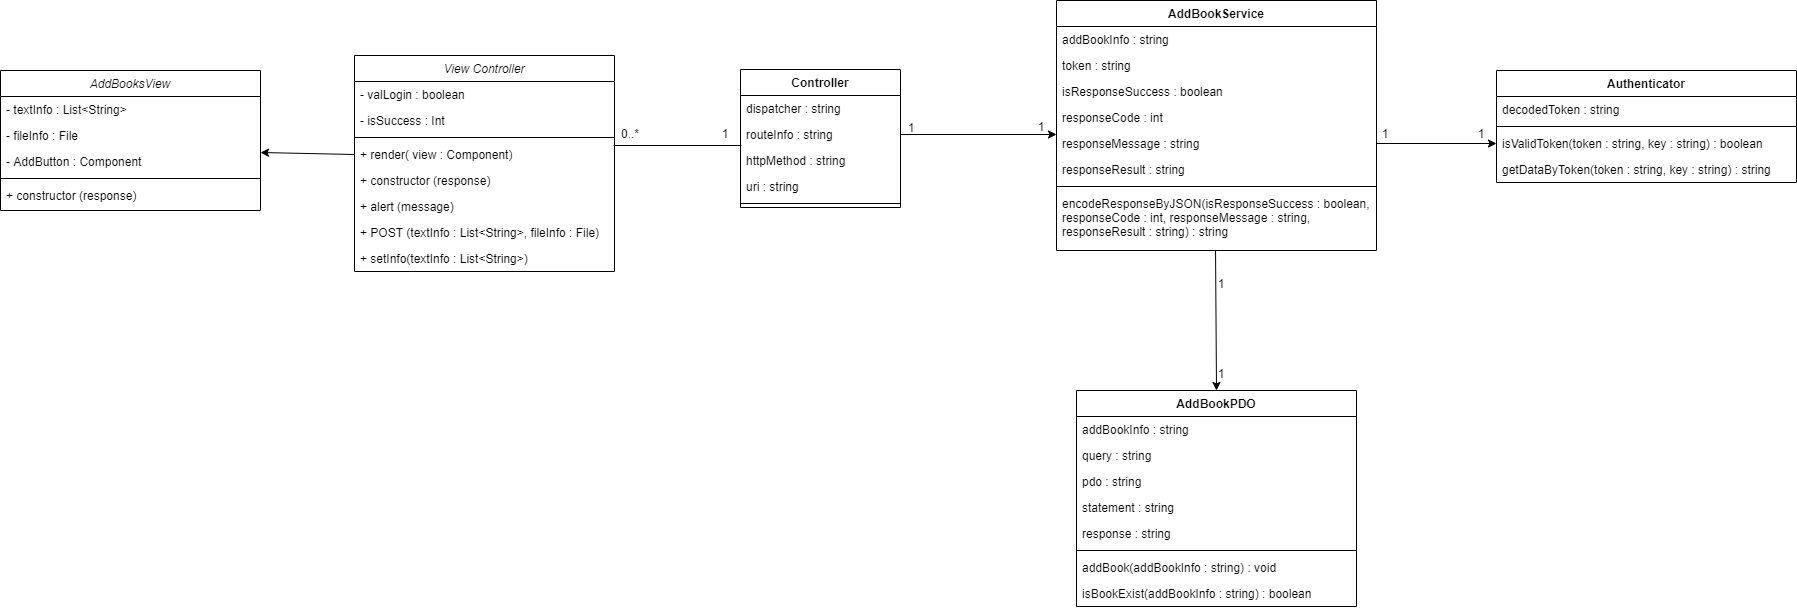 AddBooksView
- textInfo : List<String>
- fileInfo : File
- AddButton : Component
+ constructor (response)
View Controller
- valLogin : boolean
- isSuccess : Int
+ render( view : Component)
+ constructor (response)
+ alert (message)
+ POST (textInfo : List<String>, fileInfo : File)
+ setInfo(textInfo : List<String>)
0..*
1
Controller
dispatcher : string
routeInfo : string
httpMethod : string
uri : string
1
1
AddBookService
addBookInfo : string
token : string
isResponseSuccess : boolean
responseCode : int
responseMessage : string
responseResult : string
encodeResponseByJSON(isResponseSuccess : boolean,
responseCode : int, responseMessage : string,
responseResult : string) : string
1
1
Authenticator
decodedToken : string
isValidToken(token : string, key : string) : boolean
getDataByToken(token : string, key : string) : string
1
1
AddBookPDO
addBookInfo : string
query : string
pdo : string
statement : string
response : string
addBook(addBookInfo : string) : void
isBookExist(addBookInfo : string) : boolean